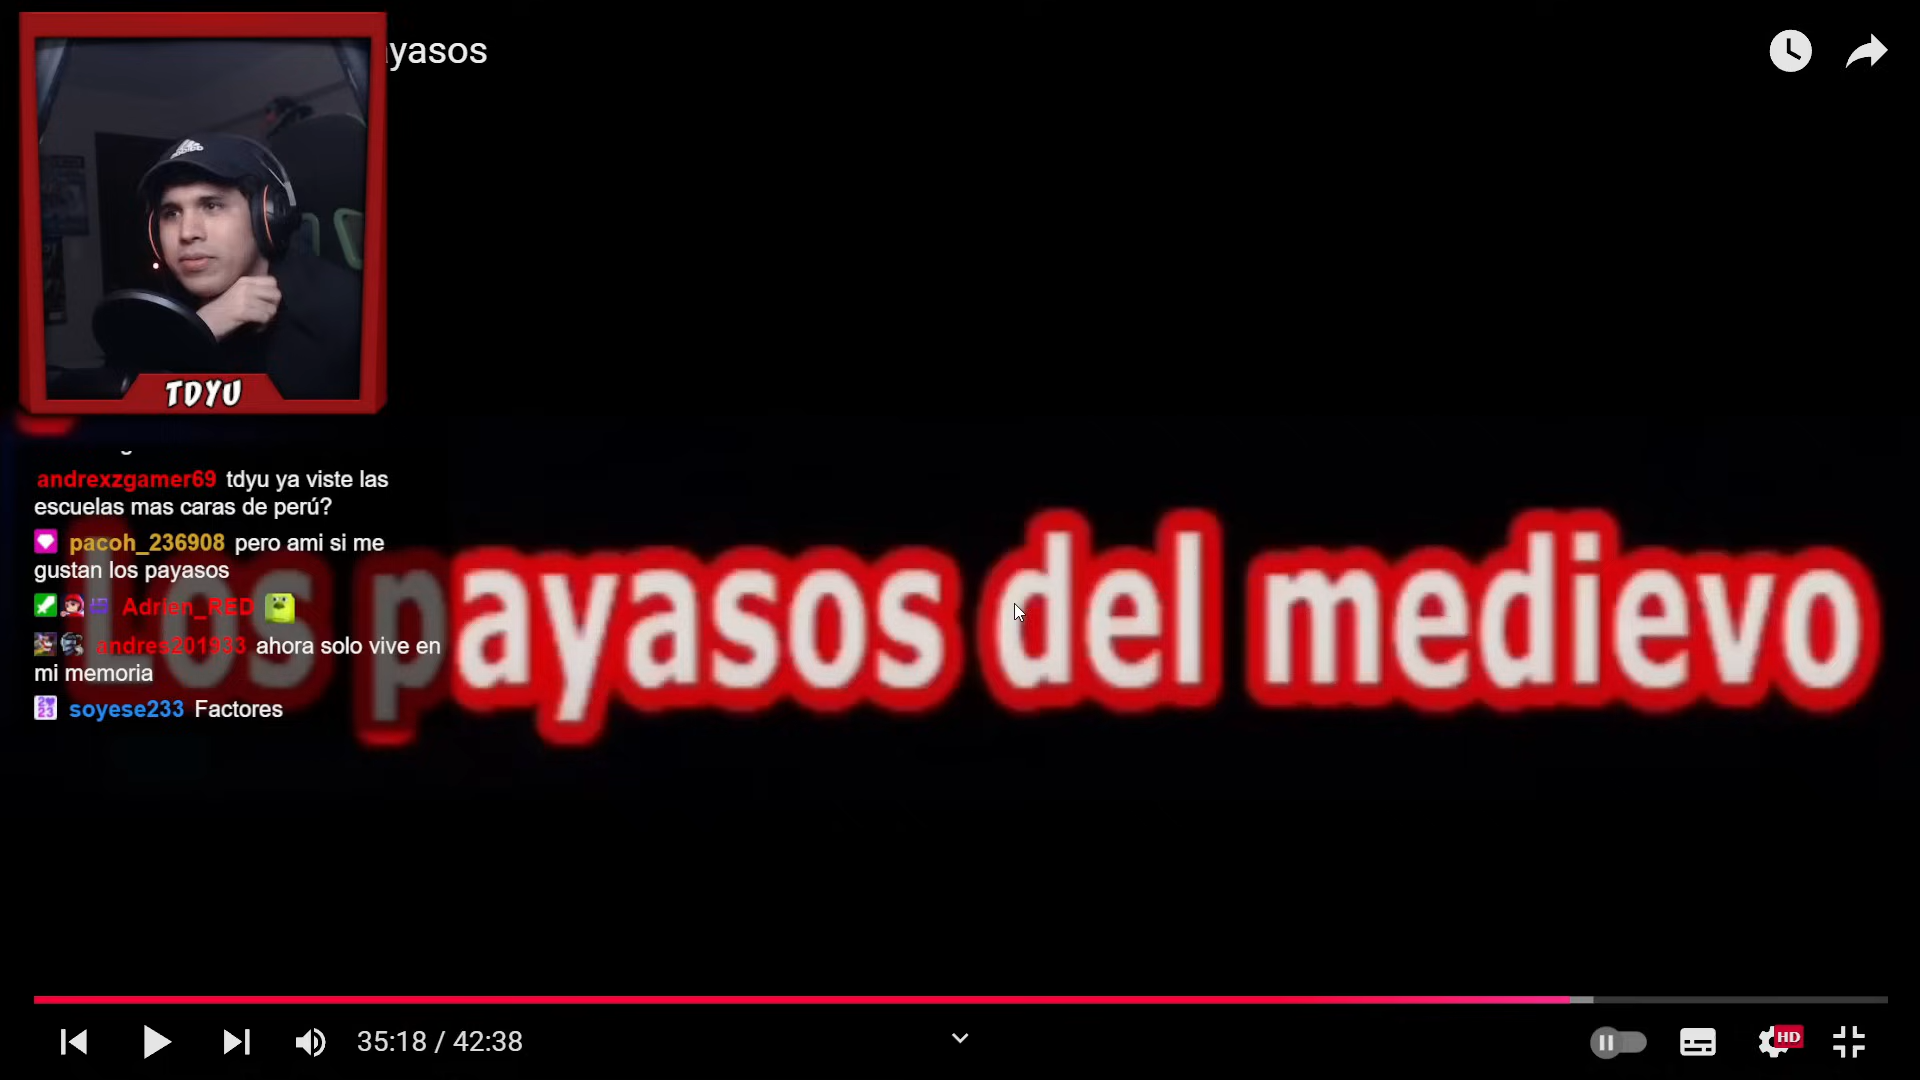 ayasos
TDYU
andrexzgamer69 tdyu ya viste las
escuelas mas caras de perú?
pacoh_236908 pero ami si me
gustan los payasos
Adrien_RED
andres201933 ahora solo vive en
mi memoria
soyese233 Factores
Los payasos del medievo
35:18 / 42:38
HD